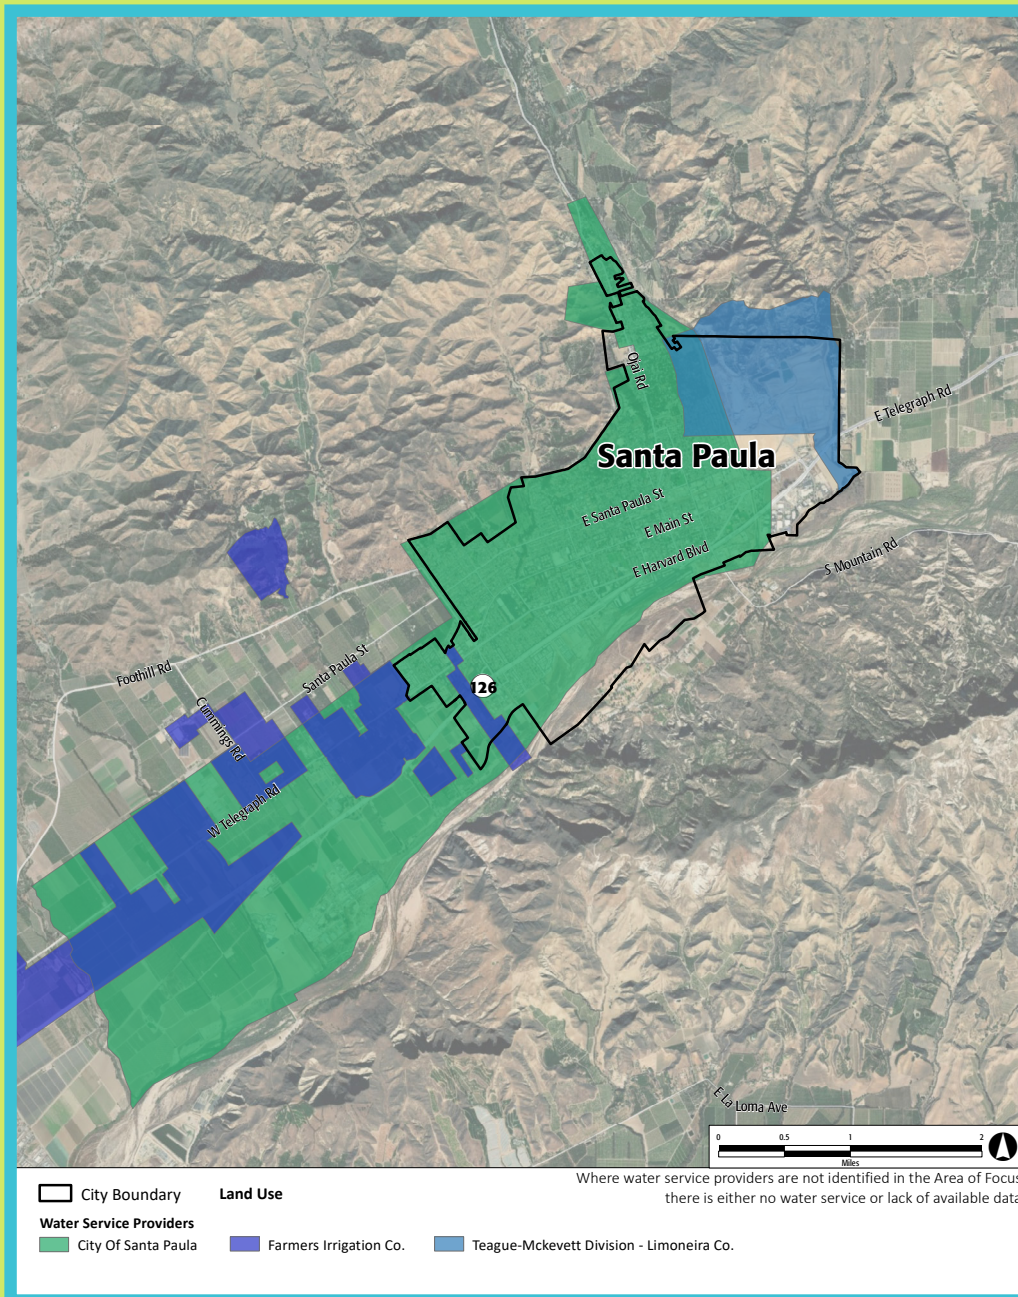 Ojai Rd
E Telegraph Rd
Santa Paula
E Santa Paula St
E Main St
E Harvard Blvd
S Mountain Rd
Santa Paula St
Foothill Rd
126
Cummings Rd
W Telegraph Rd
E La Loma Ave
0 0.5 1 2
Miles
Where water service providers are not identified in the Area of Focus
there is either no water service or lack of available data
City Boundary Land Use
Water Service Providers
City Of Santa Paula Farmers Irrigation Co. Teague-Mckevett Division - Limoneira Co.